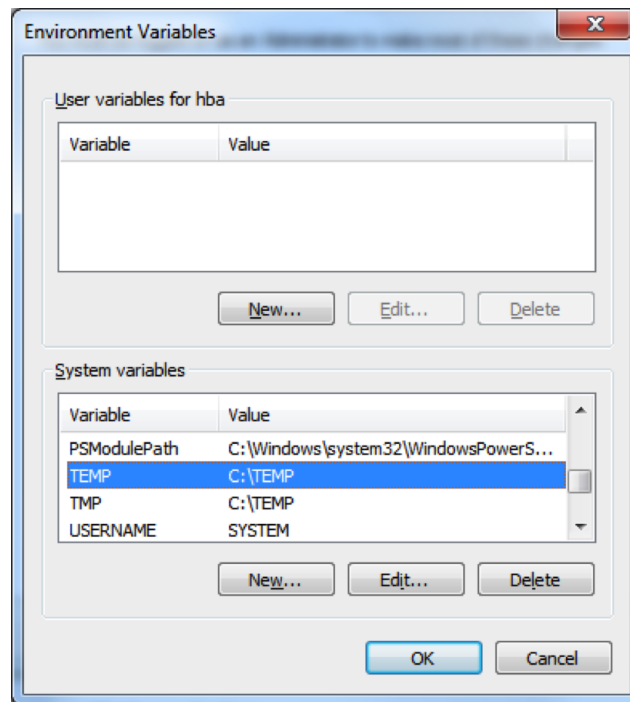 Environment Variables
User variables for hba
Variable Value
New... Edit... Delete
System variables
Variable Value
PSModulePath C:\Windows\system32\WindowsPowerS...
TEMP C:\TEMP
TMP C:\TEMP
USERNAME SYSTEM
New... Edit... Delete
OK Cancel